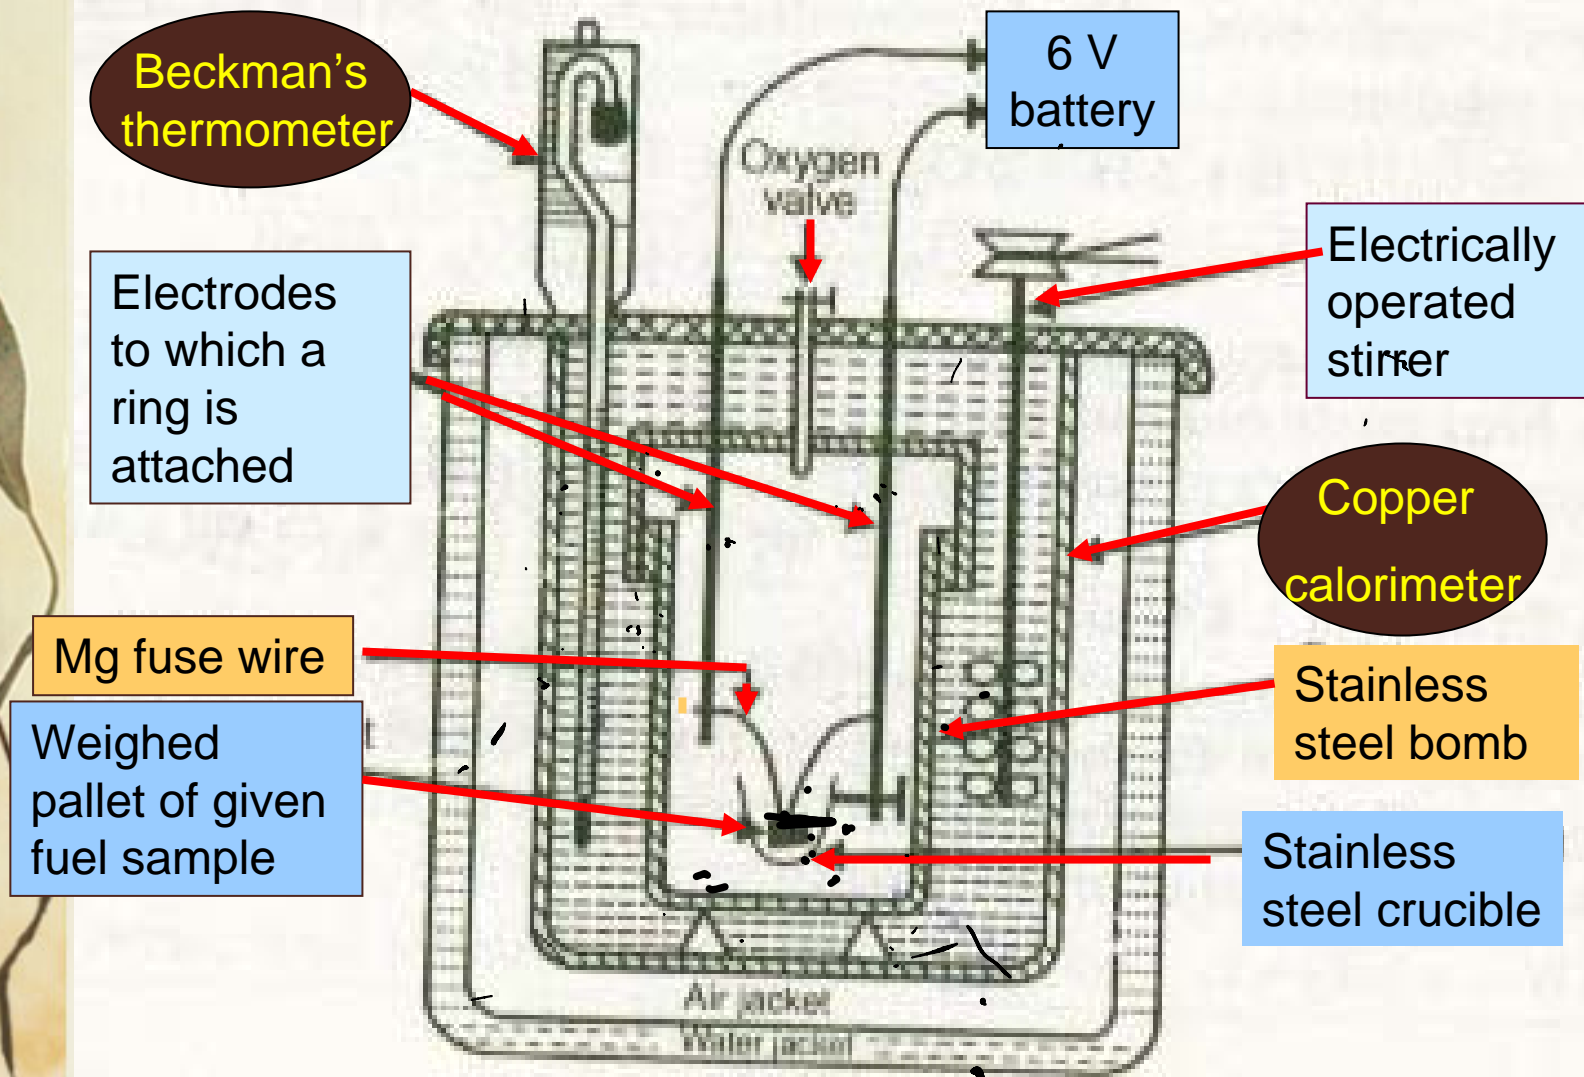 Beckman's
thermometer
6 V
battery
Oxygen
valve
Electrodes
to which a
ring is
attached
Electrically
operated
stirrer
Copper
calorimeter
Mg fuse wire
Weighed
pallet of given
fuel sample
Stainless
steel bomb
Stainless
steel crucible
Air jacket
Water jacket